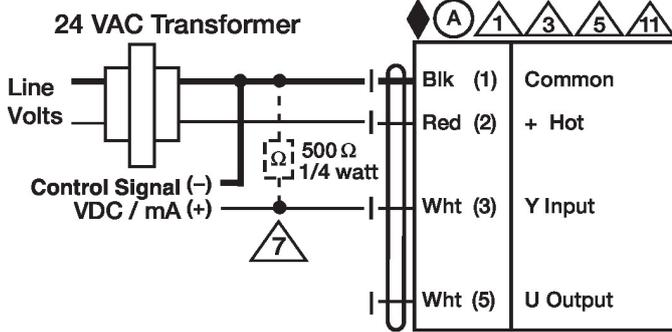 24 VAC Transformer
A 1 3 5 11
Line
Volts
Blk (1) Common
Red (2) + Hot
Ω 500 Ω
1/4 watt
Control Signal (–)
VDC / mA (+)
Wht (3) Y Input
7
Wht (5) U Output